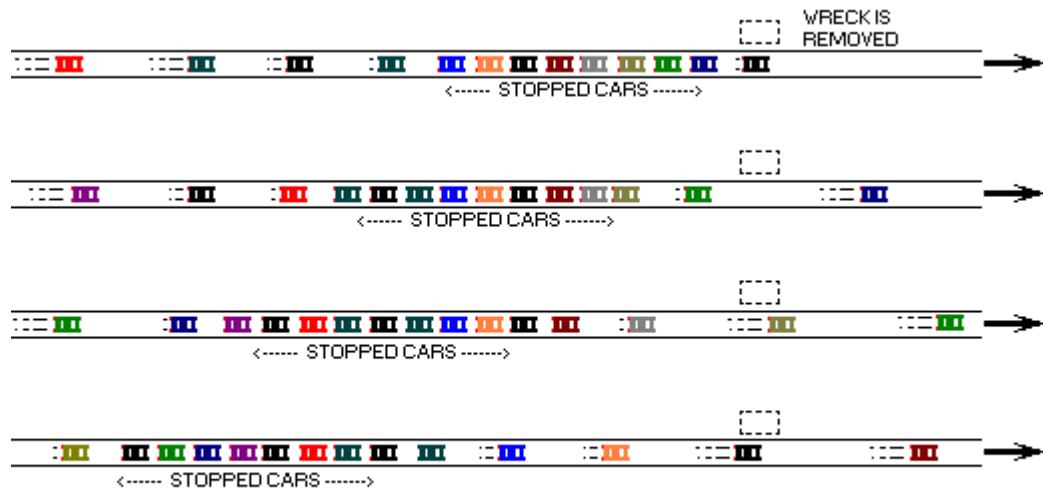 WRECK IS
REMOVED
<------ STOPPED CARS ------->
<------ STOPPED CARS ------->
<------ STOPPED CARS ------->
<------ STOPPED CARS ------->